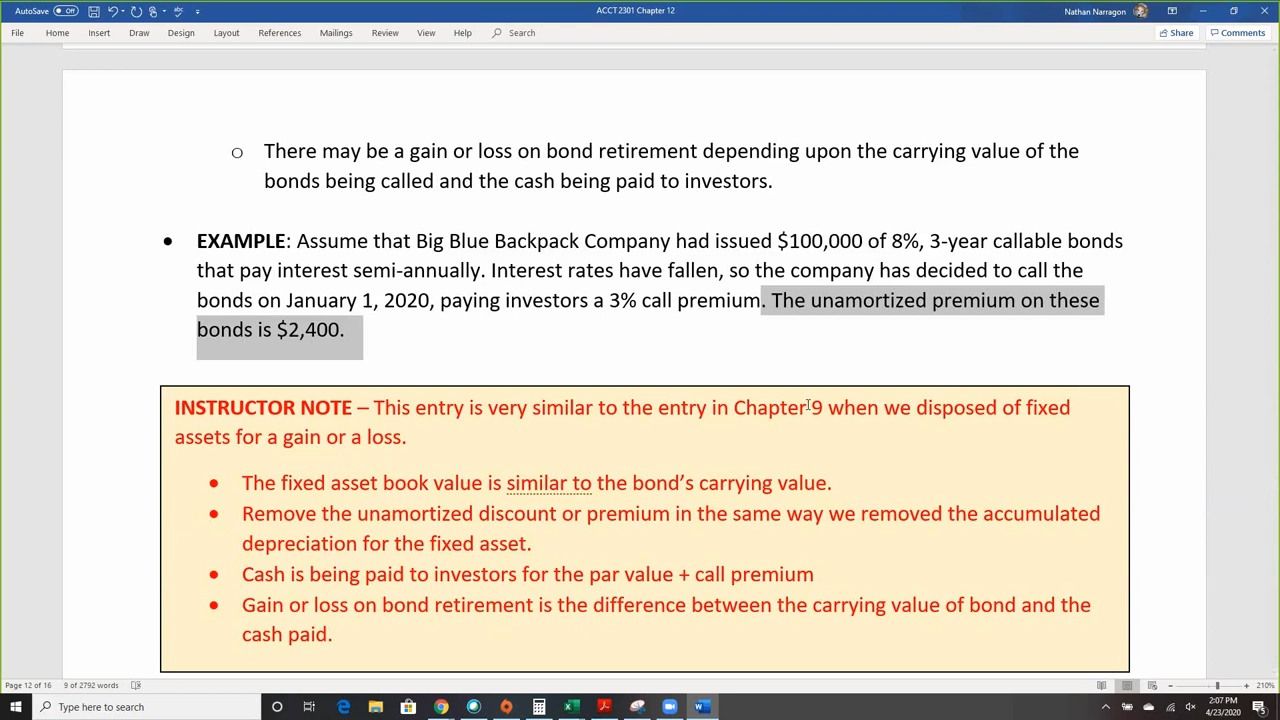 AutoSave Off
ACCT 2301 Chapter 12
Nathan Narragon
File Home Insert Draw Design Layout References Mailings Review View Help Search Share Comments
o There may be a gain or loss on bond retirement depending upon the carrying value of the
bonds being called and the cash being paid to investors.
• EXAMPLE: Assume that Big Blue Backpack Company had issued $100,000 of 8%, 3-year callable bonds
that pay interest semi-annually. Interest rates have fallen, so the company has decided to call the
bonds on January 1, 2020, paying investors a 3% call premium. The unamortized premium on these
bonds is $2,400.
INSTRUCTOR NOTE – This entry is very similar to the entry in Chapter 9 when we disposed of fixed
assets for a gain or a loss.
• The fixed asset book value is similar to the bond's carrying value.
• Remove the unamortized discount or premium in the same way we removed the accumulated
depreciation for the fixed asset.
• Cash is being paid to investors for the par value + call premium
• Gain or loss on bond retirement is the difference between the carrying value of bond and the
cash paid.
Page 12 of 16 9 of 2792 words 210%
Type here to search
2:07 PM
4/23/2020